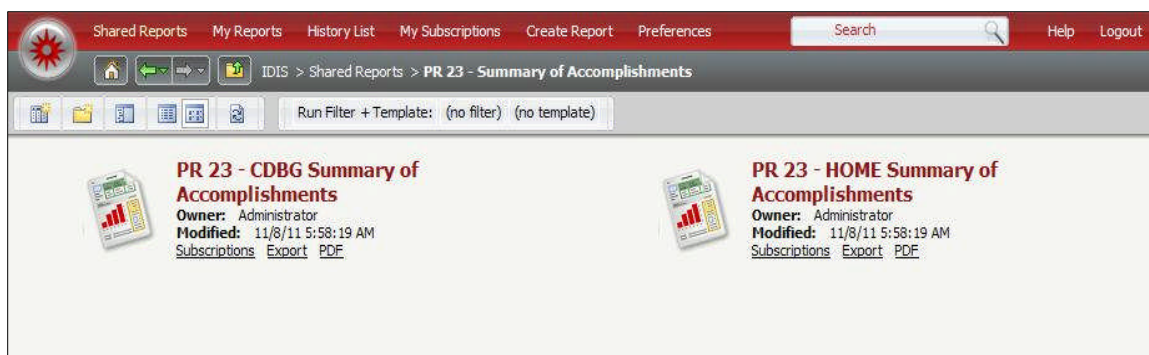 Shared Reports My Reports History List My Subscriptions Create Report Preferences Search Help Logout
IDIS > Shared Reports > PR 23 - Summary of Accomplishments
Run Filter + Template: (no filter) (no template)
PR 23 - CDBG Summary of
Accomplishments
Owner: Administrator
Modified: 11/8/11 5:58:19 AM
Subscriptions Export PDF
PR 23 - HOME Summary of
Accomplishments
Owner: Administrator
Modified: 11/8/11 5:58:19 AM
Subscriptions Export PDF